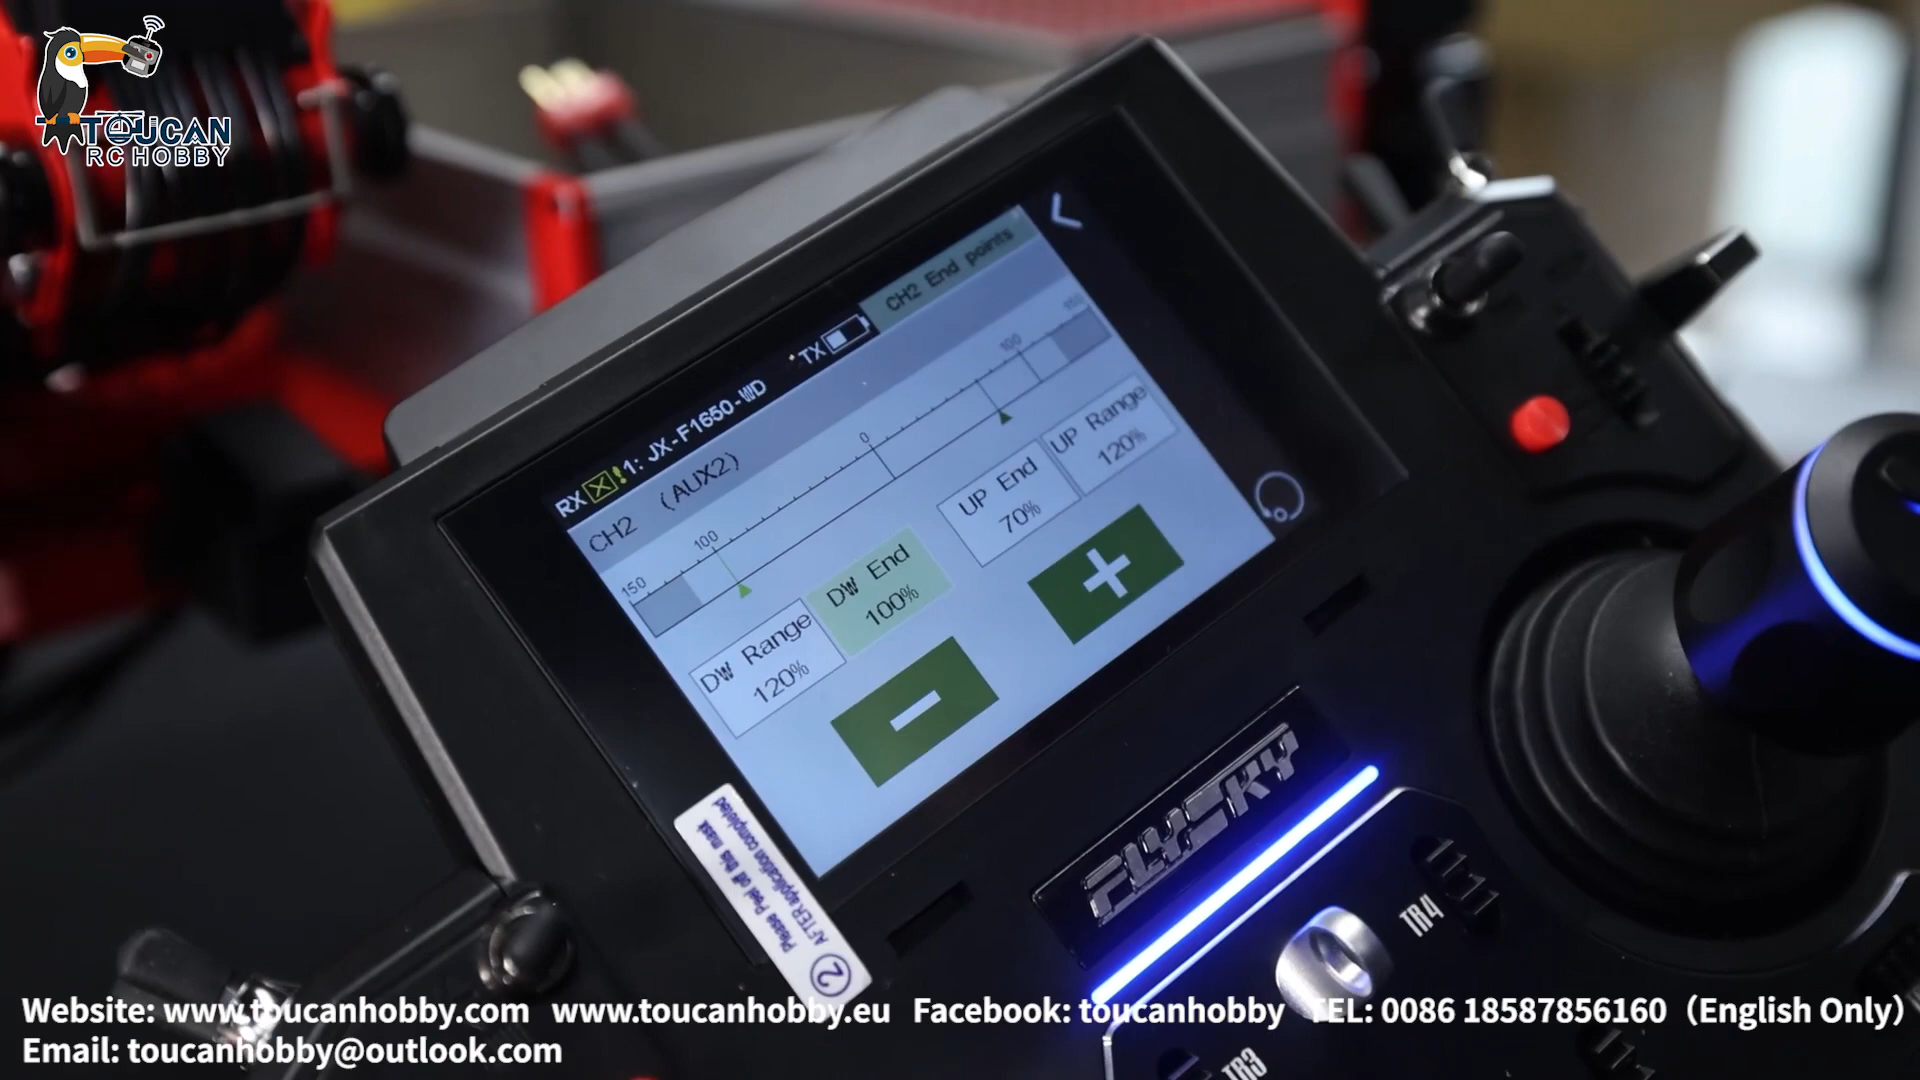 TOUCAN
RC HOBBY
RX !1: JX-F1650-WD TX CH2 End points
CH2 (AUX2)
150 100 0 100 150
DW Range
120%
DW End
100%
UP End
70%
UP Range
120%
FLYSKY
Please Peel off this mask
AFTER application completed
2
TR4
TR3
Website: www.toucanhobby.com www.toucanhobby.eu Facebook: toucanhobby TEL: 0086 18587856160（English Only）
Email: toucanhobby@outlook.com